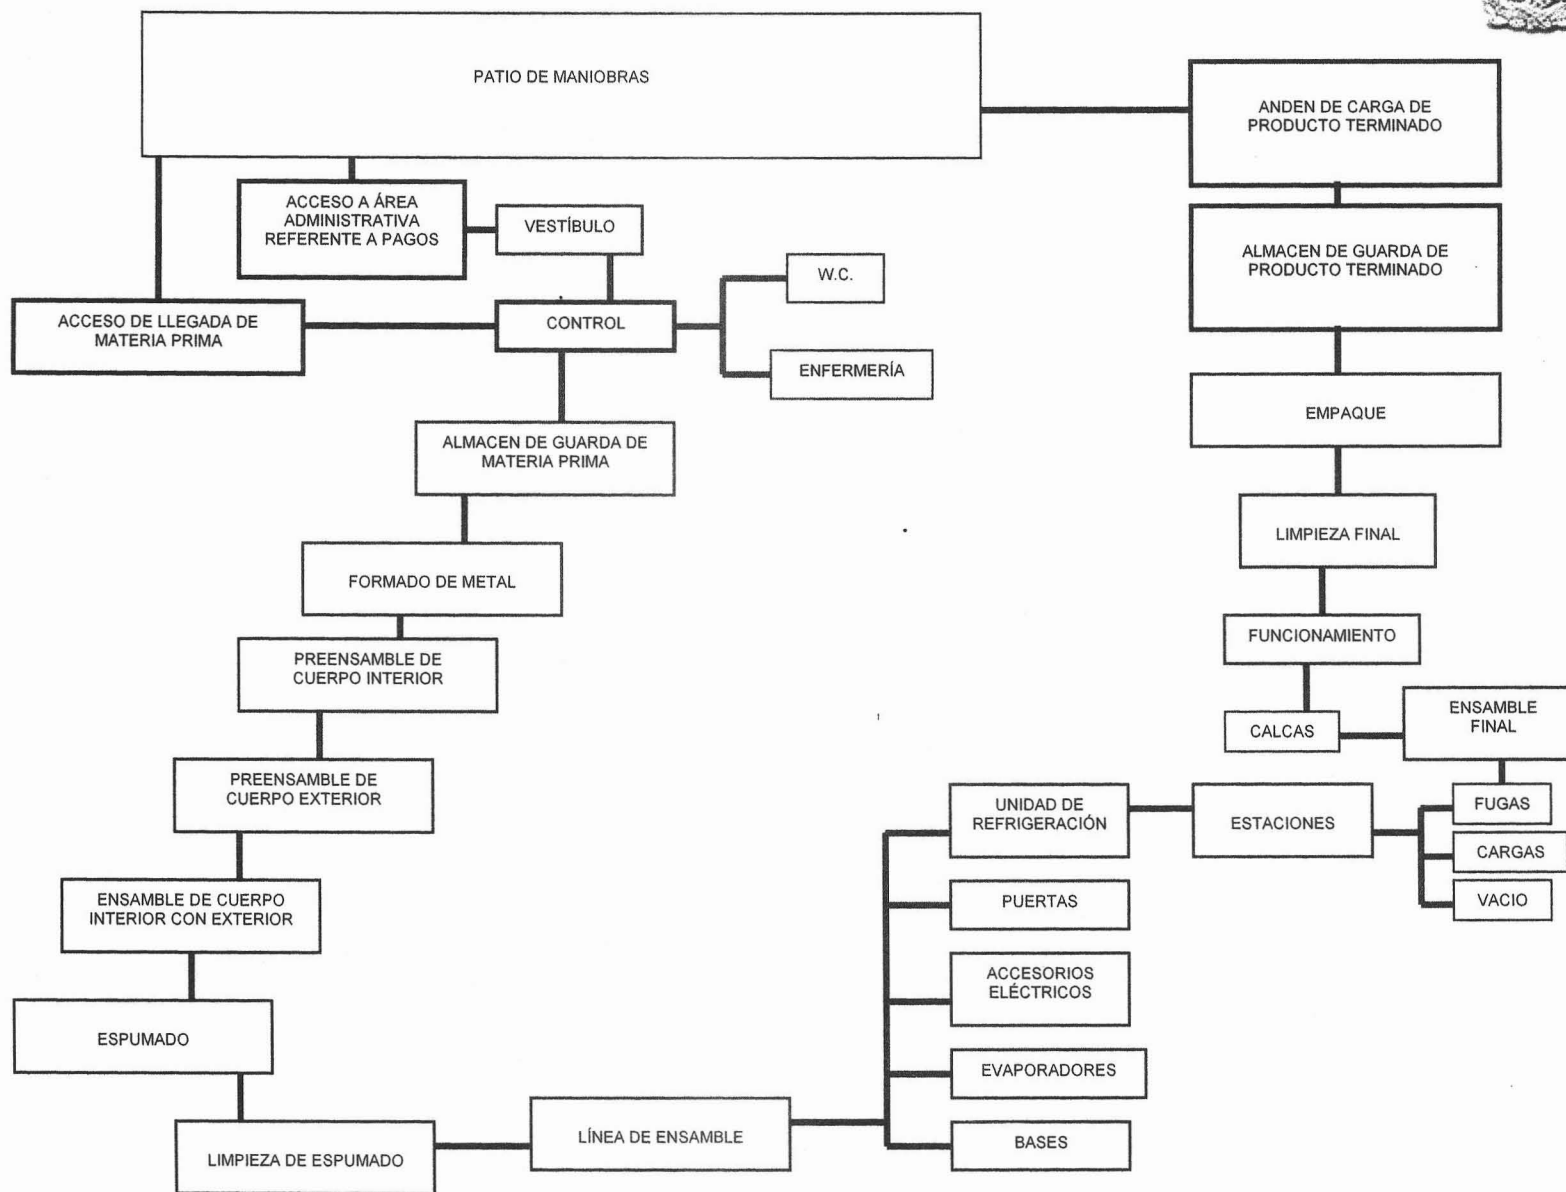 PATIO DE MANIOBRAS
ANDEN DE CARGA DE
PRODUCTO TERMINADO
ACCESO A ÁREA
ADMINISTRATIVA
REFERENTE A PAGOS
VESTÍBULO
ALMACEN DE GUARDA DE
PRODUCTO TERMINADO
W.C.
ACCESO DE LLEGADA DE
MATERIA PRIMA
CONTROL
ENFERMERÍA
EMPAQUE
ALMACEN DE GUARDA DE
MATERIA PRIMA
LIMPIEZA FINAL
FORMADO DE METAL
FUNCIONAMIENTO
PREENSAMBLE DE
CUERPO INTERIOR
CALCAS
ENSAMBLE
FINAL
PREENSAMBLE DE
CUERPO EXTERIOR
UNIDAD DE
REFRIGERACIÓN
ESTACIONES
FUGAS
CARGAS
VACIO
PUERTAS
ENSAMBLE DE CUERPO
INTERIOR CON EXTERIOR
ACCESORIOS
ELÉCTRICOS
ESPUMADO
EVAPORADORES
LÍNEA DE ENSAMBLE
BASES
LIMPIEZA DE ESPUMADO